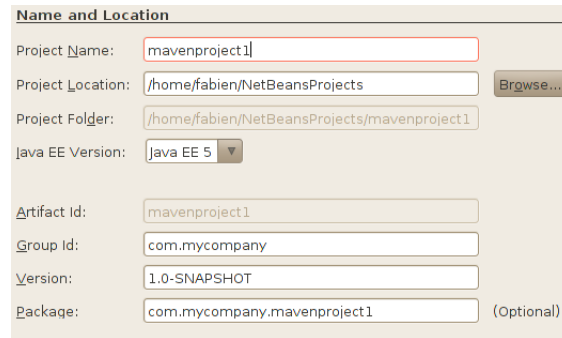 Name and Location
Project Name: mavenproject1
Project Location: /home/fabien/NetBeansProjects Browse...
Project Folder: /home/fabien/NetBeansProjects/mavenproject1
Java EE Version: Java EE 5
Artifact Id: mavenproject1
Group Id: com.mycompany
Version: 1.0-SNAPSHOT
Package: com.mycompany.mavenproject1 (Optional)